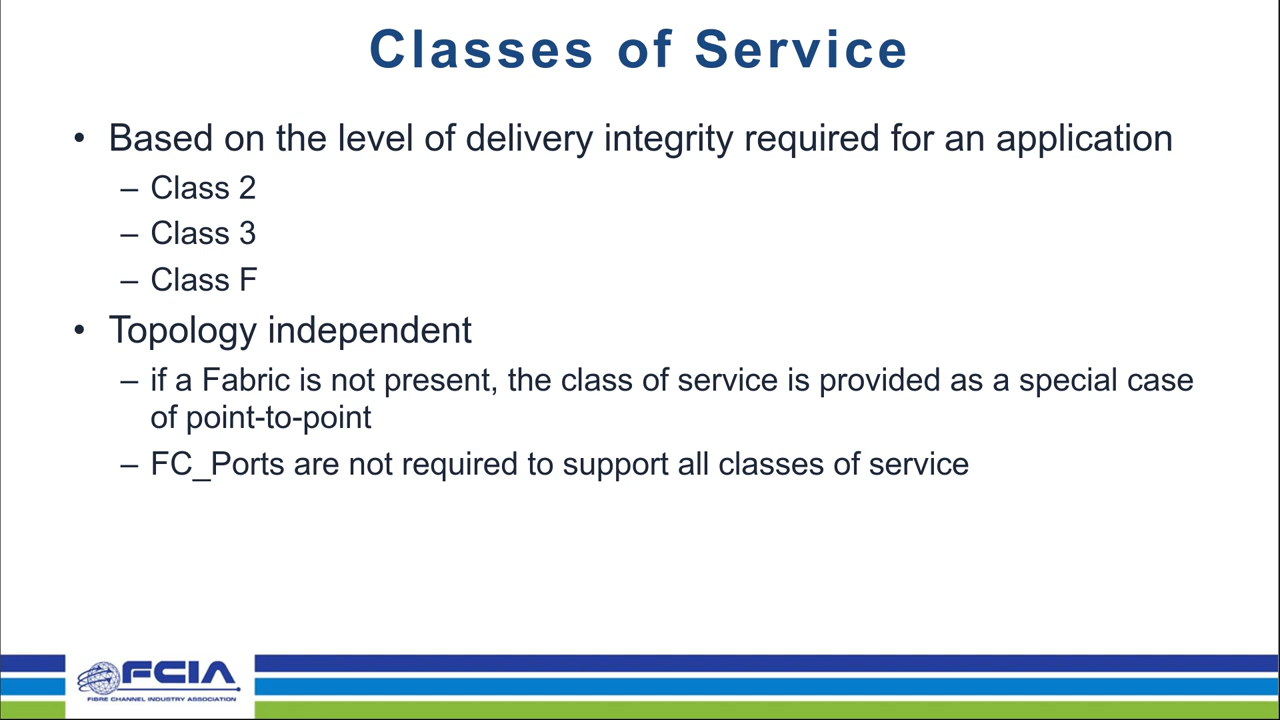 Classes of Service
• Based on the level of delivery integrity required for an application
– Class 2
– Class 3
– Class F
• Topology independent
– if a Fabric is not present, the class of service is provided as a special case
of point-to-point
– FC_Ports are not required to support all classes of service
FCIA
FIBRE CHANNEL INDUSTRY ASSOCIATION